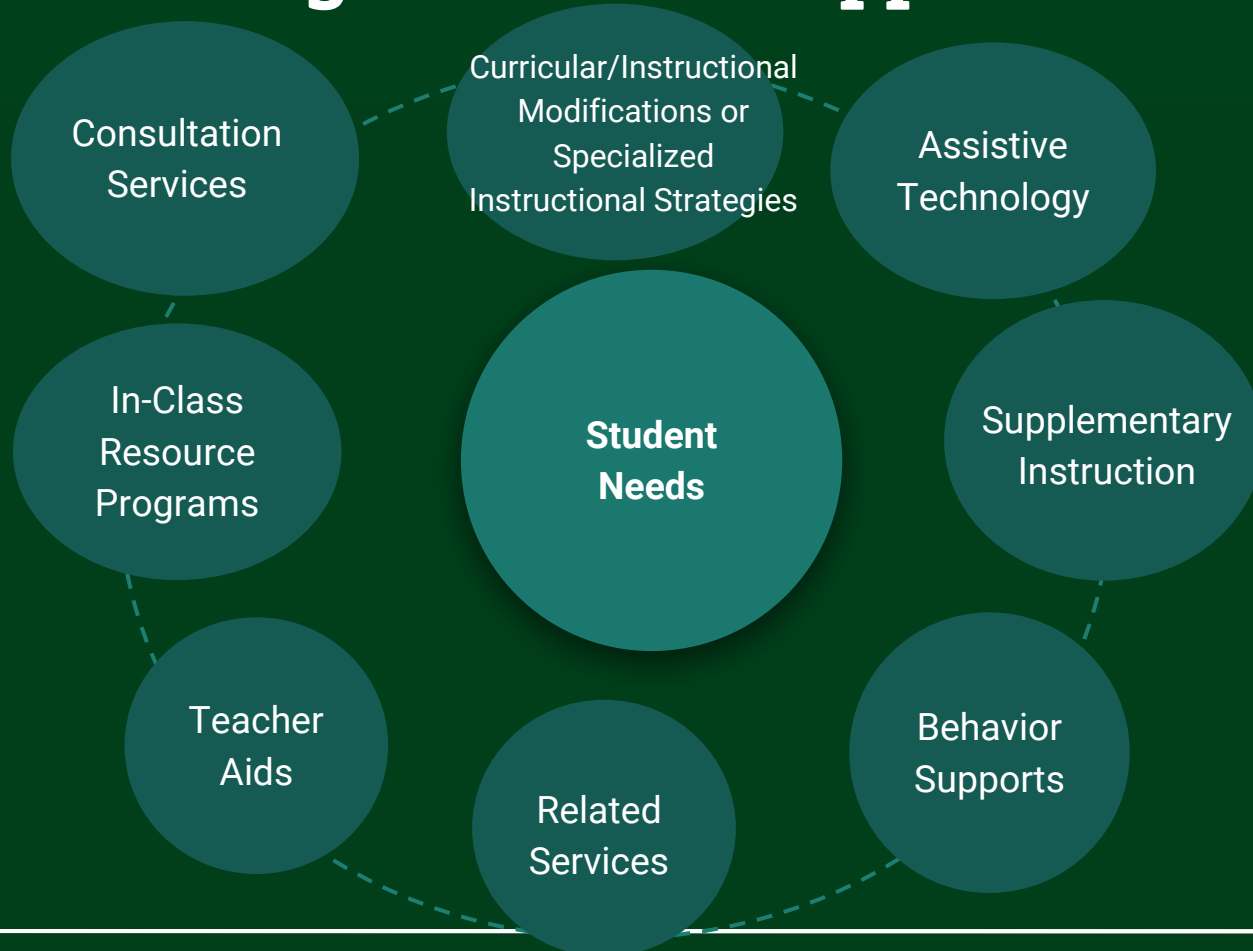 Curricular/Instructional
Modifications or
Specialized
Instructional Strategies
Consultation
Services
Assistive
Technology
In-Class
Resource
Programs
Student
Needs
Supplementary
Instruction
Teacher
Aids
Related
Services
Behavior
Supports